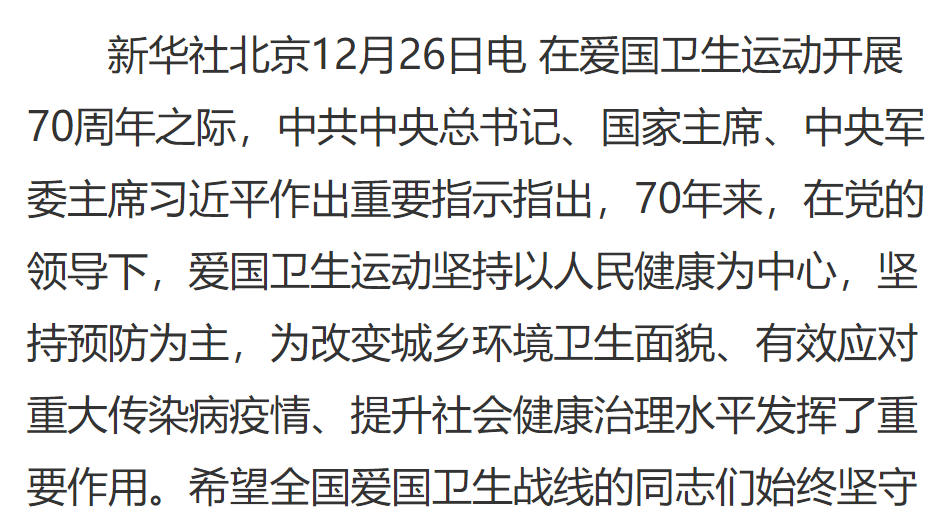 新华社北京12月26日电 在爱国卫生运动开展
70周年之际，中共中央总书记、国家主席、中央军
委主席习近平作出重要指示指出，70年来，在党的
领导下，爱国卫生运动坚持以人民健康为中心，坚
持预防为主，为改变城乡环境卫生面貌、有效应对
重大传染病疫情、提升社会健康治理水平发挥了重
要作用。希望全国爱国卫生战线的同志们始终坚守